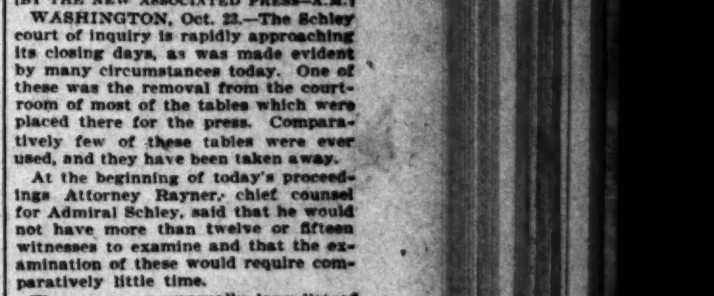 [BY THE NEW ASSOCIATED PRESS—A.M.]
WASHINGTON, Oct. 23.—The Schley
court of inquiry is rapidly approaching
its closing days, as was made evident
by many circumstances today. One of
these was the removal from the court-
room of most of the tables which were
placed there for the press. Compara-
tively few of these tables were ever
used, and they have been taken away.
At the beginning of today's proceed-
ings Attorney Rayner, chief counsel
for Admiral Schley, said that he would
not have more than twelve or fifteen
witnesses to examine and that the ex-
amination of these would require com-
paratively little time.